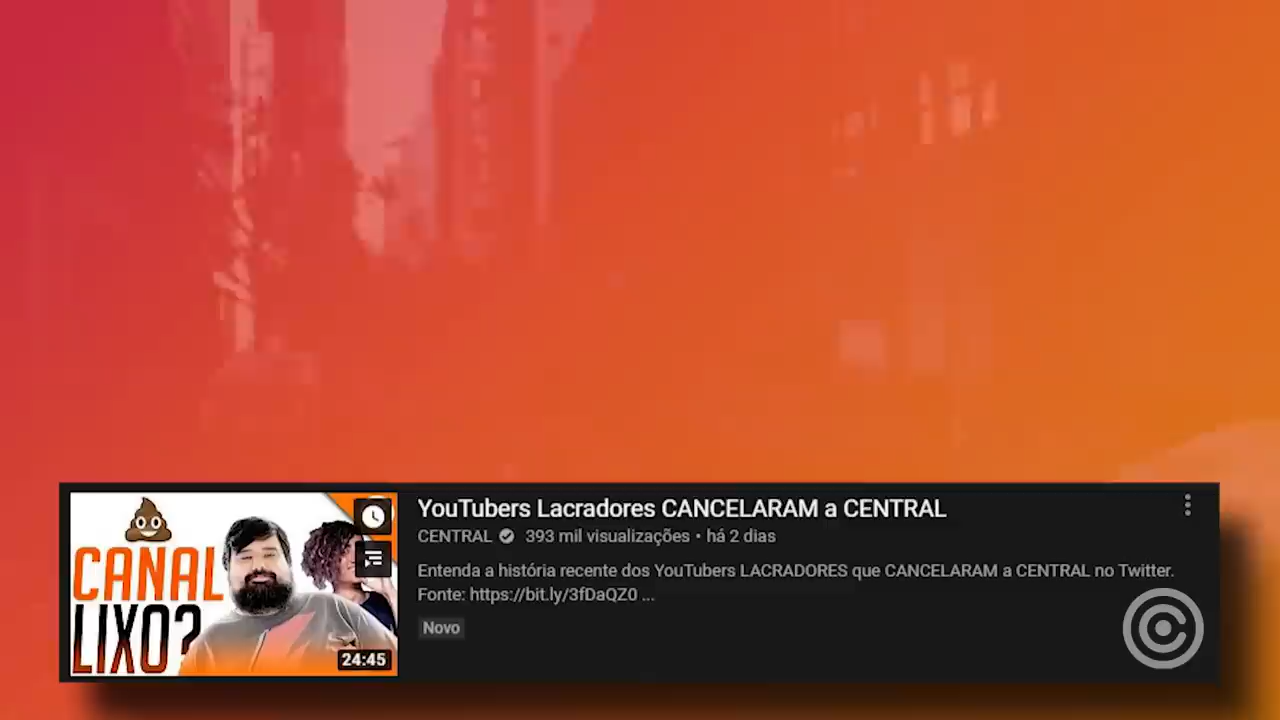 CANAL
LIXO?
24:45
YouTubers Lacradores CANCELARAM a CENTRAL
CENTRAL 393 mil visualizações • há 2 dias
Entenda a história recente dos YouTubers LACRADORES que CANCELARAM a CENTRAL no Twitter.
Fonte: https://bit.ly/3fDaQZ0 ...
Novo